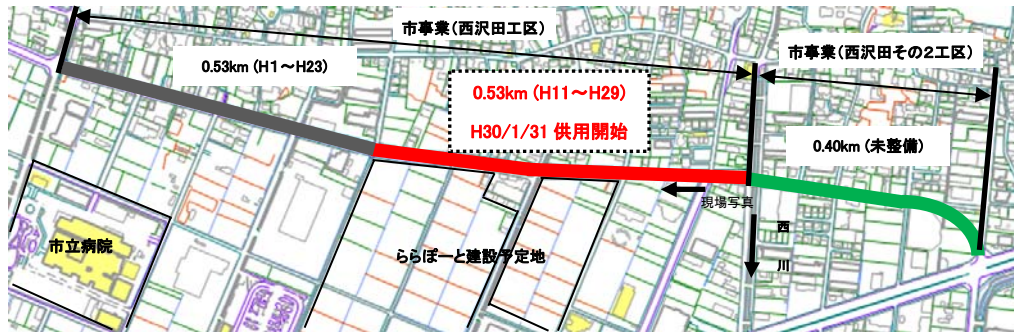 市事業(西沢田工区)
市事業(西沢田その2工区)
0.53km(H1~H23)
0.53km(H11~H29)
H30/1/31 供用開始
0.40km(未整備)
現場写真
西
川
市立病院
ららぽーと建設予定地